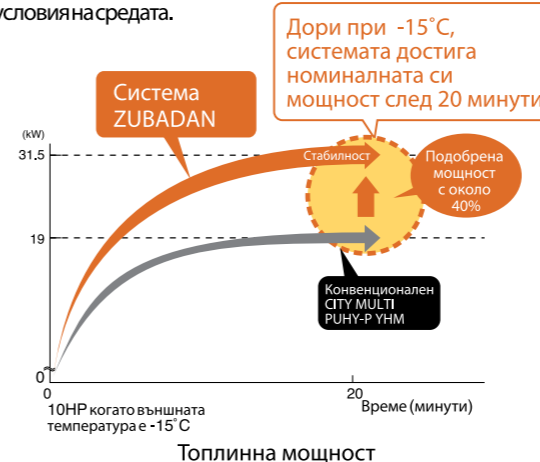 условия на средата.
Дори при -15˚C,
системата достига
номиналната си
мощност след 20 минути
Система
ZUBADAN
(kW)
31.5
Стабилност
Подобрена
мощност
с около
40%
19
Конвенционален
CITY MULTI
PUHY-P YHM
0
0
20
10HP когато външната
температура е -15˚C
Време (минути)
Топлинна мощност